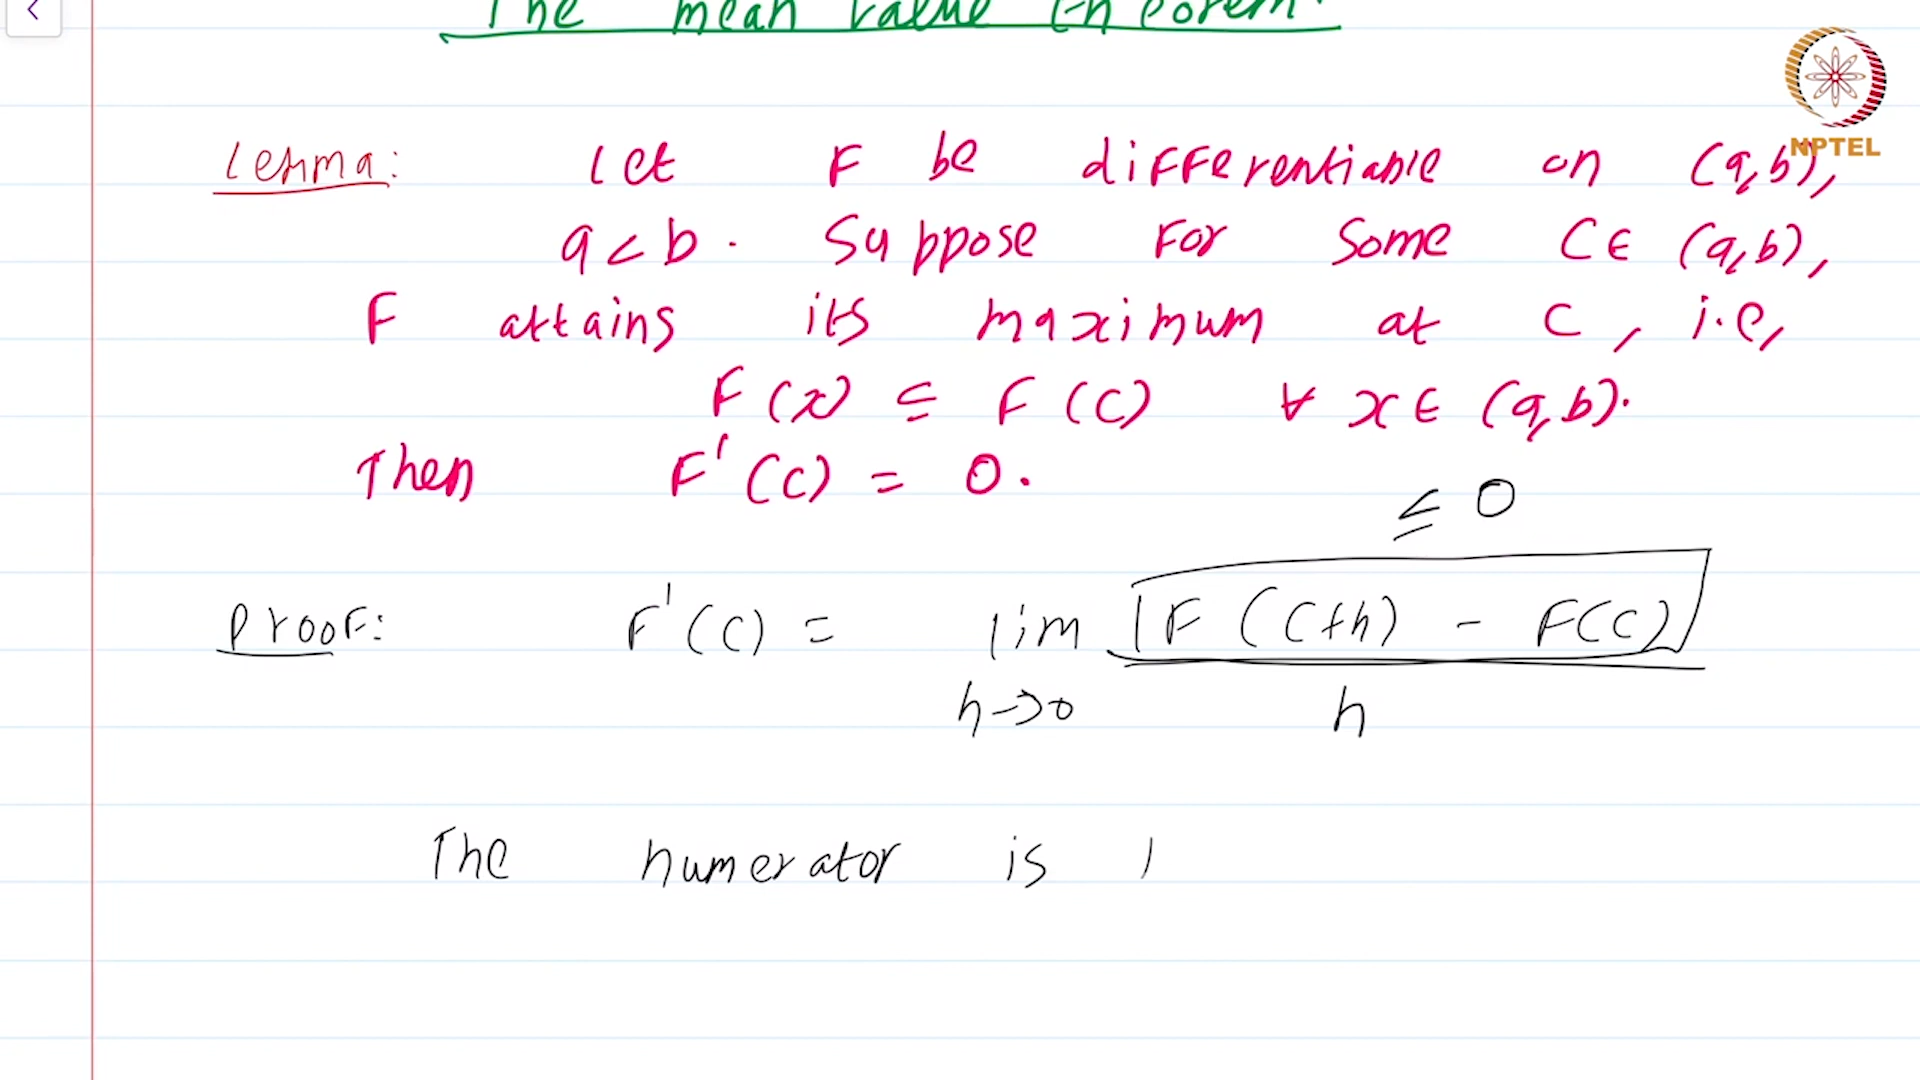 The mean value theorem.
NPTEL
Lemma: Let F be differentiable on (a,b),
a<b. Suppose For some C∈ (a,b),
F attains its maximum at C, i.e,
F(x) ≤ F(C) ∀ x∈ (a,b).
Then F'(C) = 0.
≤ 0
Proof: F'(C) = lim F(C+h) - F(C)
h→0 h
The numerator is